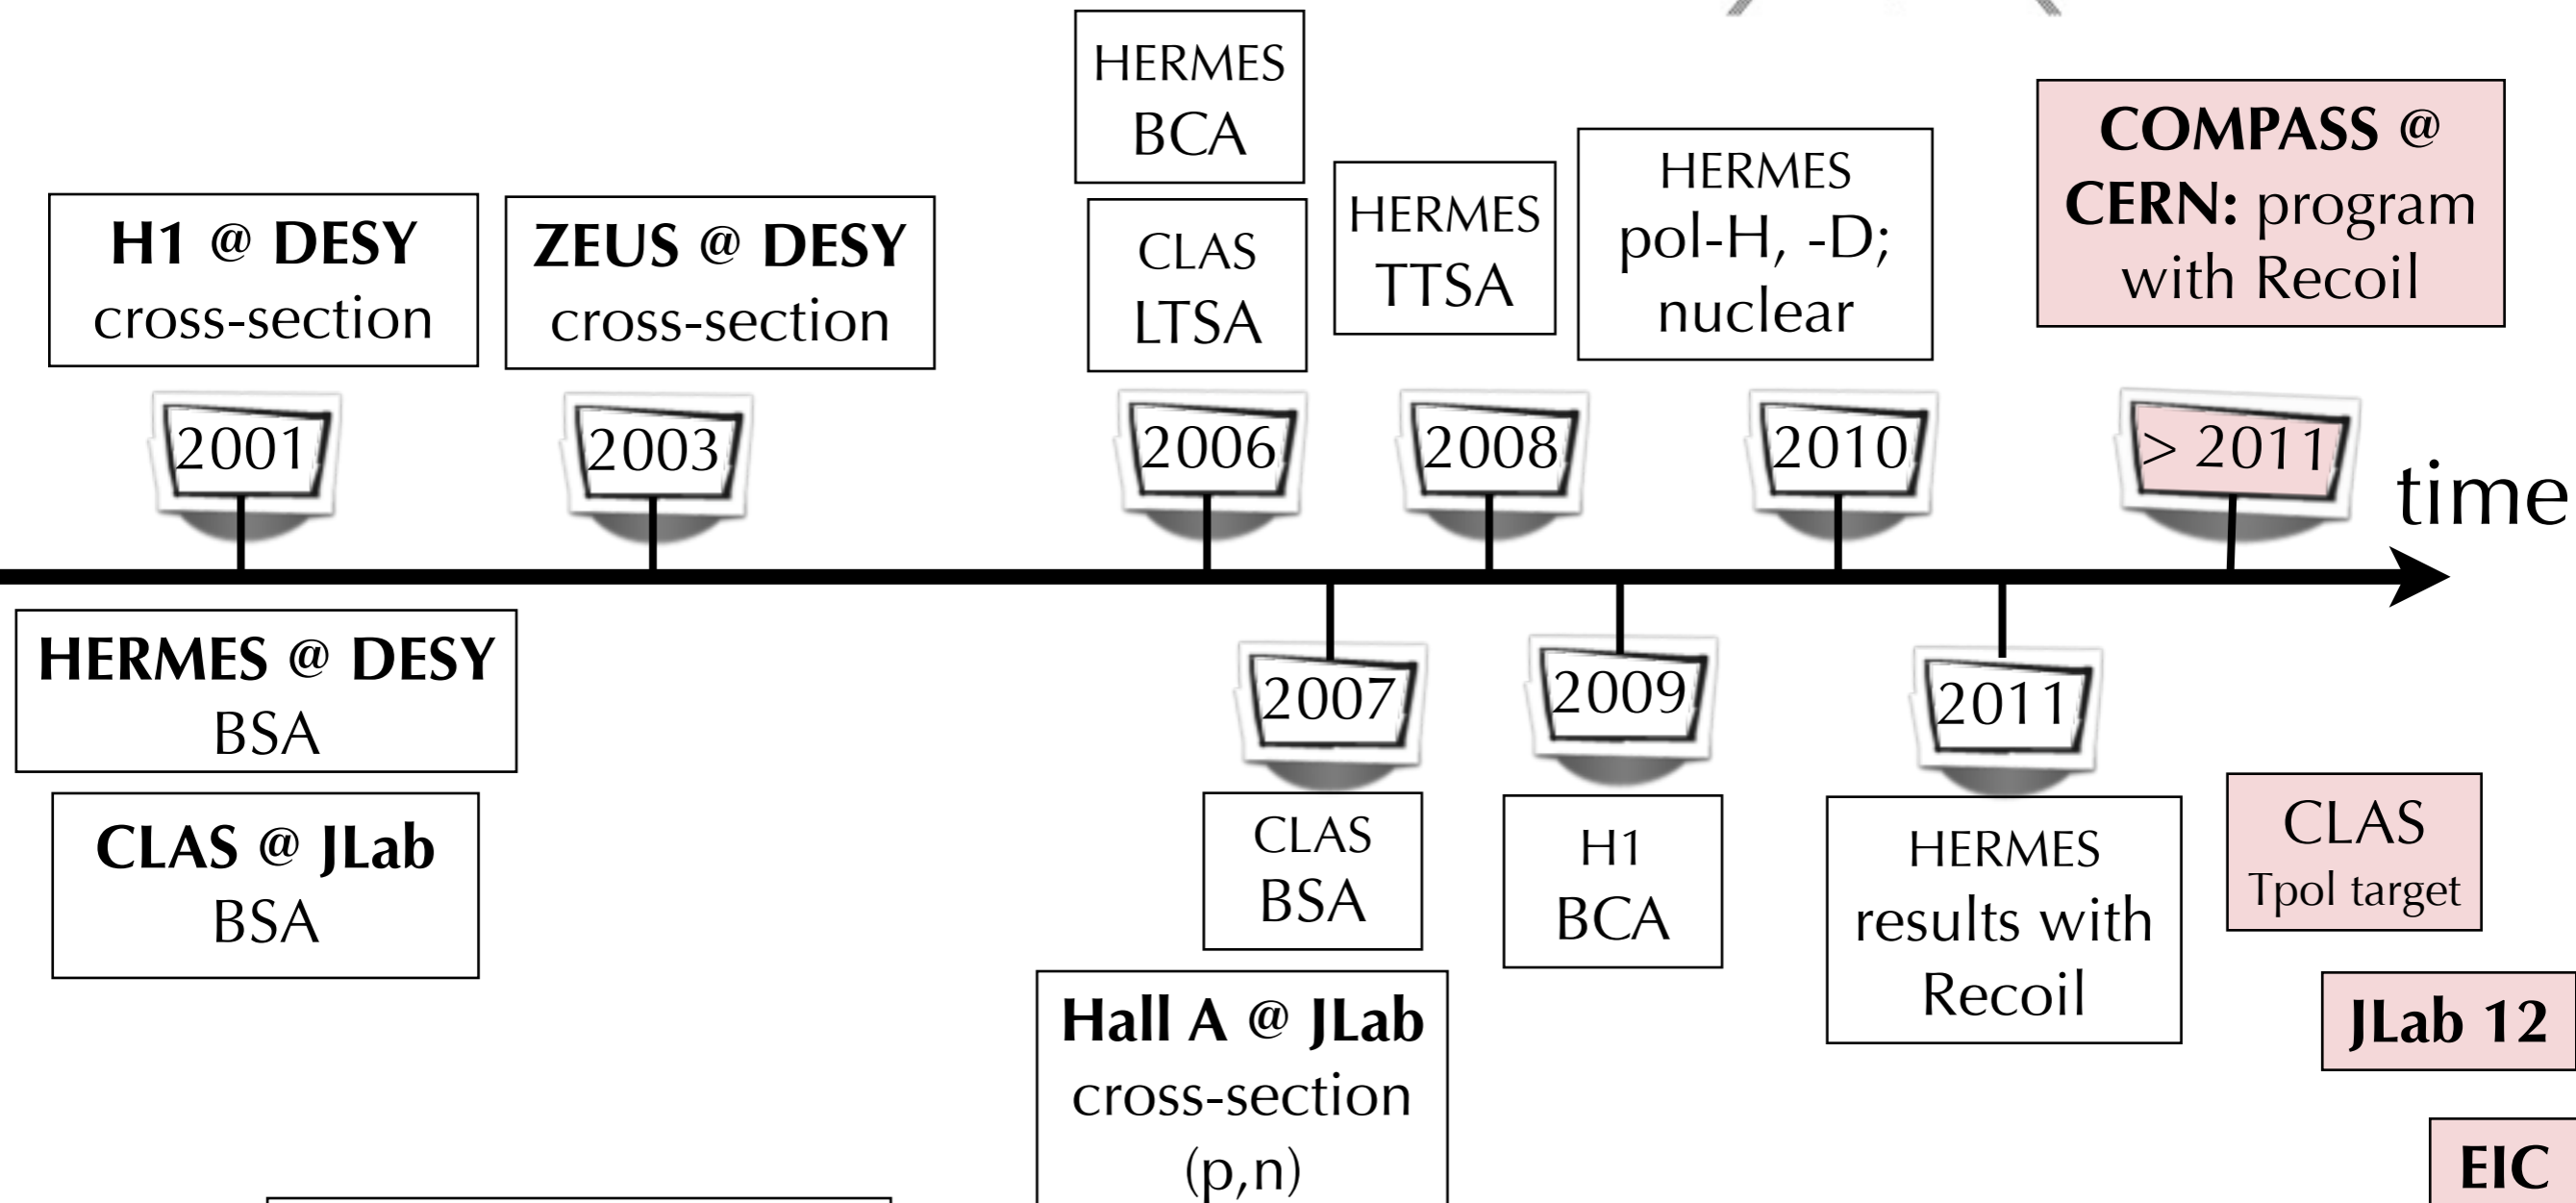 HERMES
BCA
CLAS
LTSA
H1 @ DESY
cross-section
ZEUS @ DESY
cross-section
HERMES
TTSA
HERMES
pol-H, -D;
nuclear
COMPASS @
CERN: program
with Recoil
2001
2003
2006
2008
2010
> 2011
time
HERMES @ DESY
BSA
CLAS @ JLab
BSA
2007
2009
2011
CLAS
BSA
Hall A @ JLab
cross-section
(p,n)
H1
BCA
HERMES
results with
Recoil
CLAS
Tpol target
JLab 12
EIC